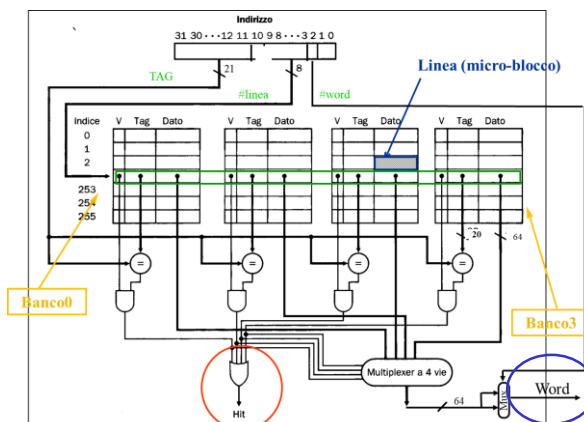 Indirizzo
31 30 · · · 12 11 10 9 8 · · · 3 2 1 0
TAG
21
8
Linea (micro-blocco)
#linea
#word
Indice
V Tag Dato
V Tag Dato
V Tag Dato
V Tag Dato
0
1
2
253
254
255
20
64
=
=
=
=
Banco0
Banco3
Multiplexer a 4 vie
Hit
64
Mux
Word